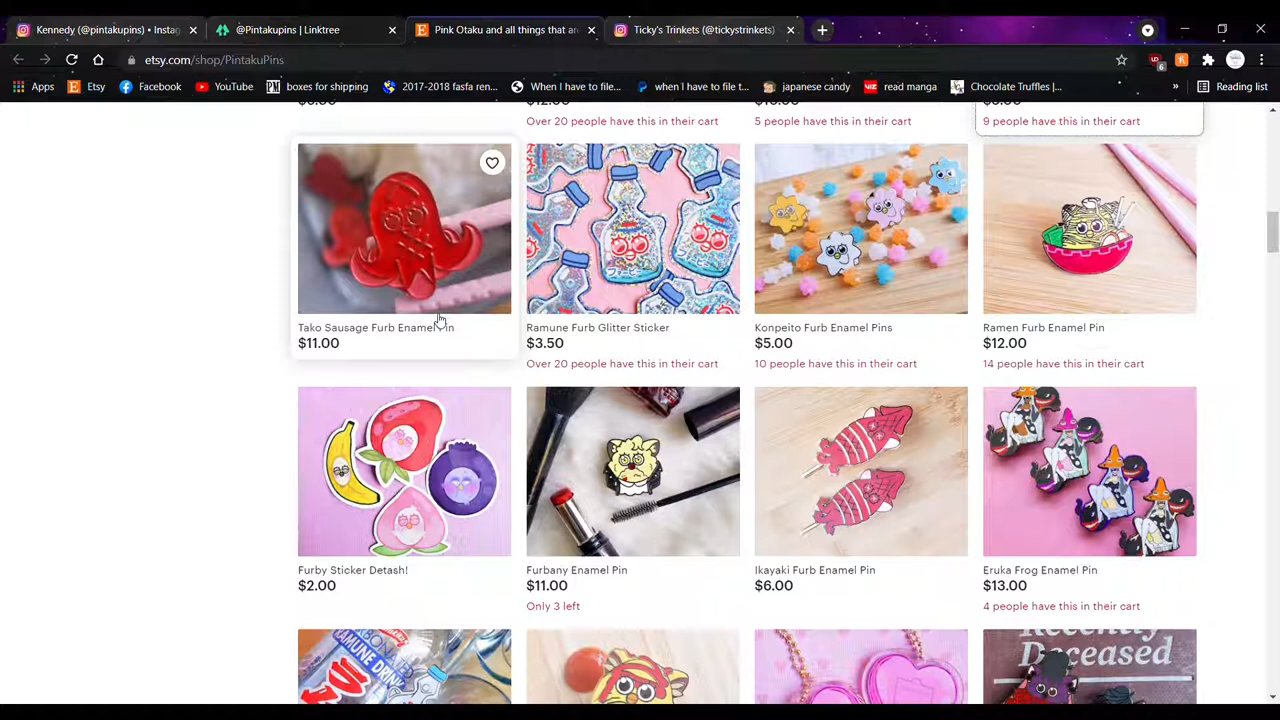 Kennedy (@pintakupins) • Instag
@Pintakupins | Linktree
Pink Otaku and all things that are
Ticky's Trinkets (@tickystrinkets)
etsy.com/shop/PintakuPins
6
Apps
Etsy
Facebook
YouTube
boxes for shipping
2017-2018 fasfa ren...
When I have to file...
when I have to file t...
japanese candy
read manga
Chocolate Truffles |...
»
Reading list
Over 20 people have this in their cart
5 people have this in their cart
9 people have this in their cart
Tako Sausage Furb Enamel Pin
$11.00
Ramune Furb Glitter Sticker
$3.50
Over 20 people have this in their cart
Konpeito Furb Enamel Pins
$5.00
10 people have this in their cart
Ramen Furb Enamel Pin
$12.00
14 people have this in their cart
Furby Sticker Detash!
$2.00
Furbany Enamel Pin
$11.00
Only 3 left
Ikayaki Furb Enamel Pin
$6.00
Eruka Frog Enamel Pin
$13.00
4 people have this in their cart
Recently
Deceased